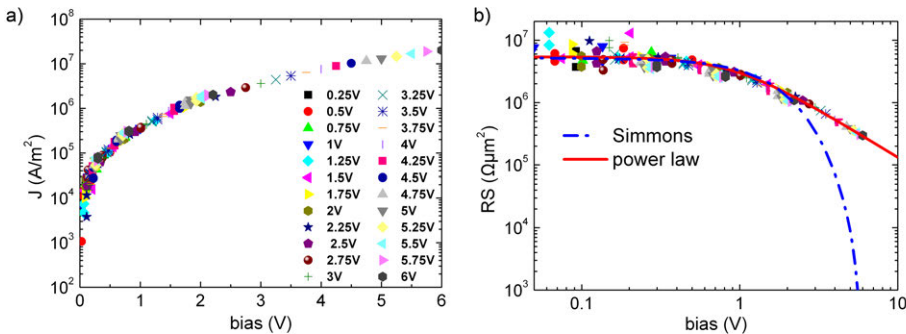 a)
10^8
10^7
10^6
10^5
10^4
10^3
10^2
J (A/m^2)
0 1 2 3 4 5 6
bias (V)
0.25V 3.25V
0.5V 3.5V
0.75V 3.75V
1V 4V
1.25V 4.25V
1.5V 4.5V
1.75V 4.75V
2V 5V
2.25V 5.25V
2.5V 5.5V
2.75V 5.75V
3V 6V
b)
10^7
10^6
10^5
10^4
10^3
RS (Ωμm^2)
Simmons
power law
0.1 1 10
bias (V)